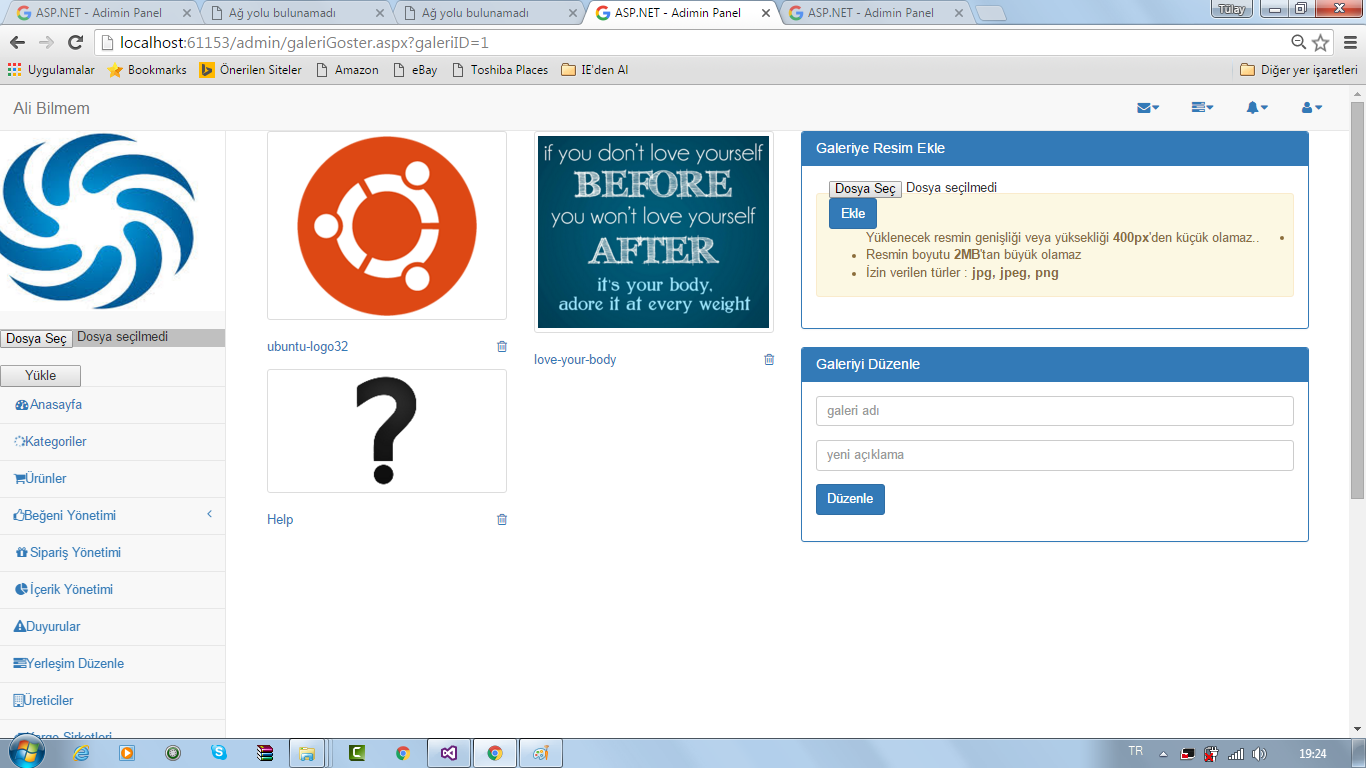 ASP.NET - Adimin Panel
Ağ yolu bulunamadı
Ağ yolu bulunamadı
ASP.NET - Adimin Panel
ASP.NET - Adimin Panel
Tülay
localhost:61153/admin/galeriGoster.aspx?galeriID=1
Uygulamalar
Bookmarks
Önerilen Siteler
Amazon
eBay
Toshiba Places
IE'den Al
Diğer yer işaretleri
Ali Bilmem
Dosya Seç Dosya seçilmedi
Yükle
Anasayfa
Kategoriler
Ürünler
Beğeni Yönetimi
Sipariş Yönetimi
İçerik Yönetimi
Duyurular
Yerleşim Düzenle
Üreticiler
Kargo Şirketleri
ubuntu-logo32
Help
if you don't love yourself
BEFORE
you won't love yourself
AFTER
it's your body,
adore it at every weight
love-your-body
Galeriye Resim Ekle
Dosya Seç Dosya seçilmedi
Ekle
Yüklenecek resmin genişliği veya yüksekliği 400px'den küçük olamaz..
Resmin boyutu 2MB'tan büyük olamaz
İzin verilen türler : jpg, jpeg, png
Galeriyi Düzenle
galeri adı
yeni açıklama
Düzenle
TR
19:24